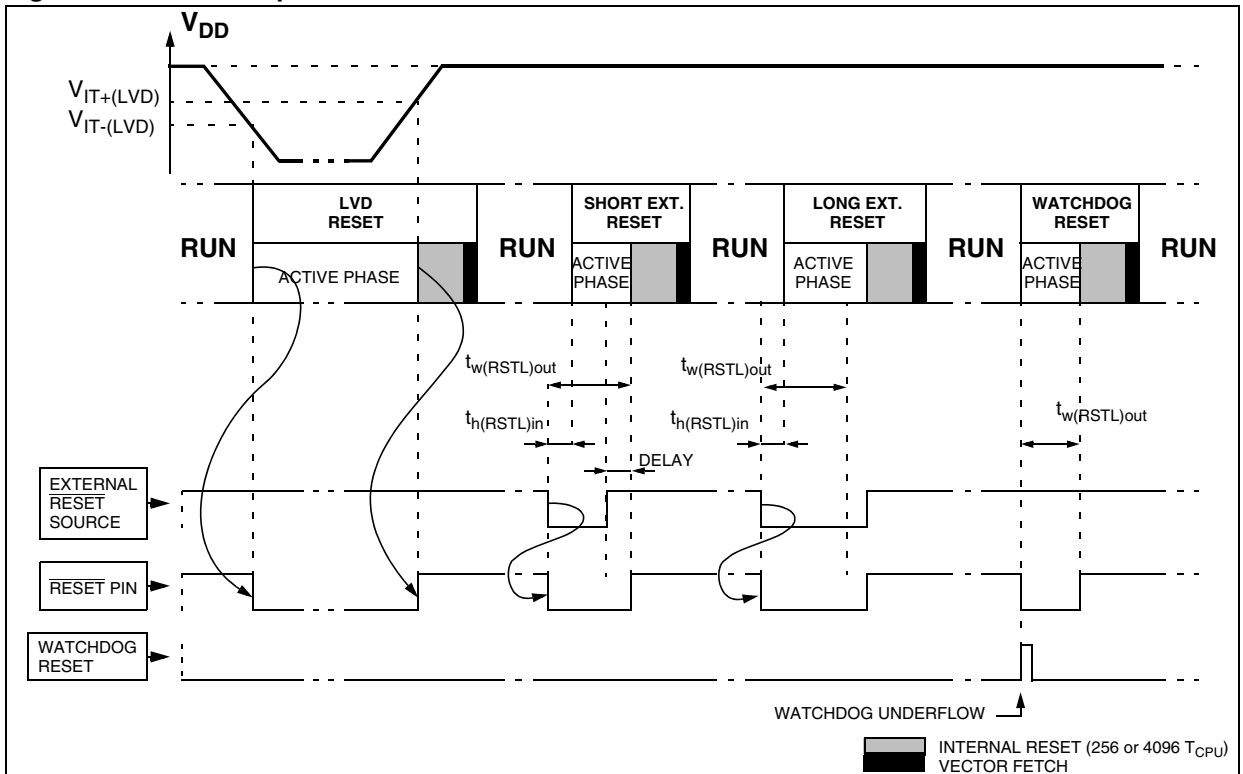 VDD
VIT+(LVD)
VIT-(LVD)
LVD
RESET
SHORT EXT.
RESET
LONG EXT.
RESET
WATCHDOG
RESET
RUN
RUN
RUN
RUN
RUN
ACTIVE PHASE
ACTIVE
PHASE
ACTIVE
PHASE
ACTIVE
PHASE
tw(RSTL)out
tw(RSTL)out
tw(RSTL)out
th(RSTL)in
th(RSTL)in
DELAY
EXTERNAL
RESET
SOURCE
RESET PIN
WATCHDOG
RESET
WATCHDOG UNDERFLOW
INTERNAL RESET (256 or 4096 TCPU)
VECTOR FETCH